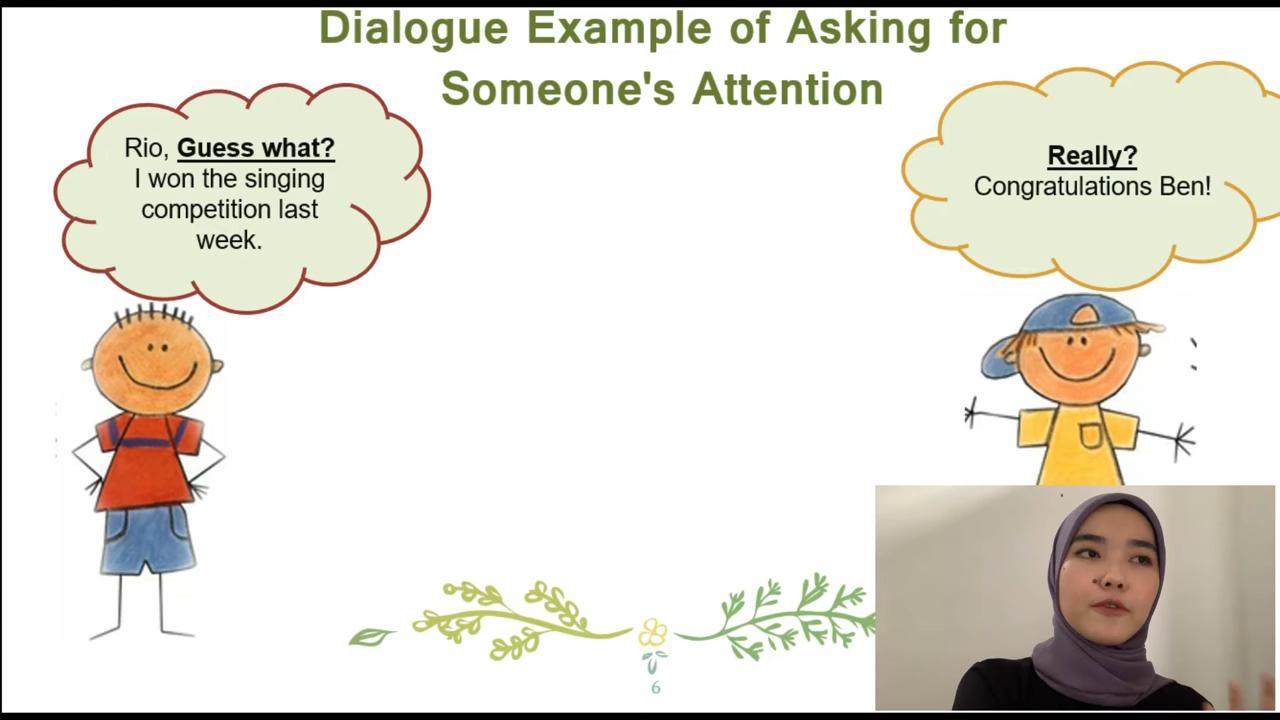 Dialogue Example of Asking for
Someone's Attention
Rio, Guess what?
I won the singing
competition last
week.
Really?
Congratulations Ben!
6